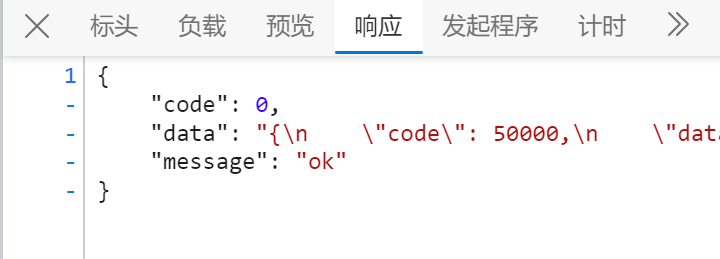 标头 负载 预览 响应 发起程序 计时
1 {
- "code": 0,
- "data": "{\n    \"code\": 50000,\n    \"data
- "message": "ok"
- }